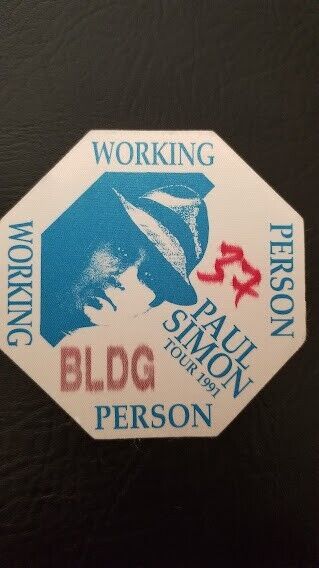 WORKING
PERSON
WORKING
PERSON
PAUL
SIMON
TOUR 1991
BLDG